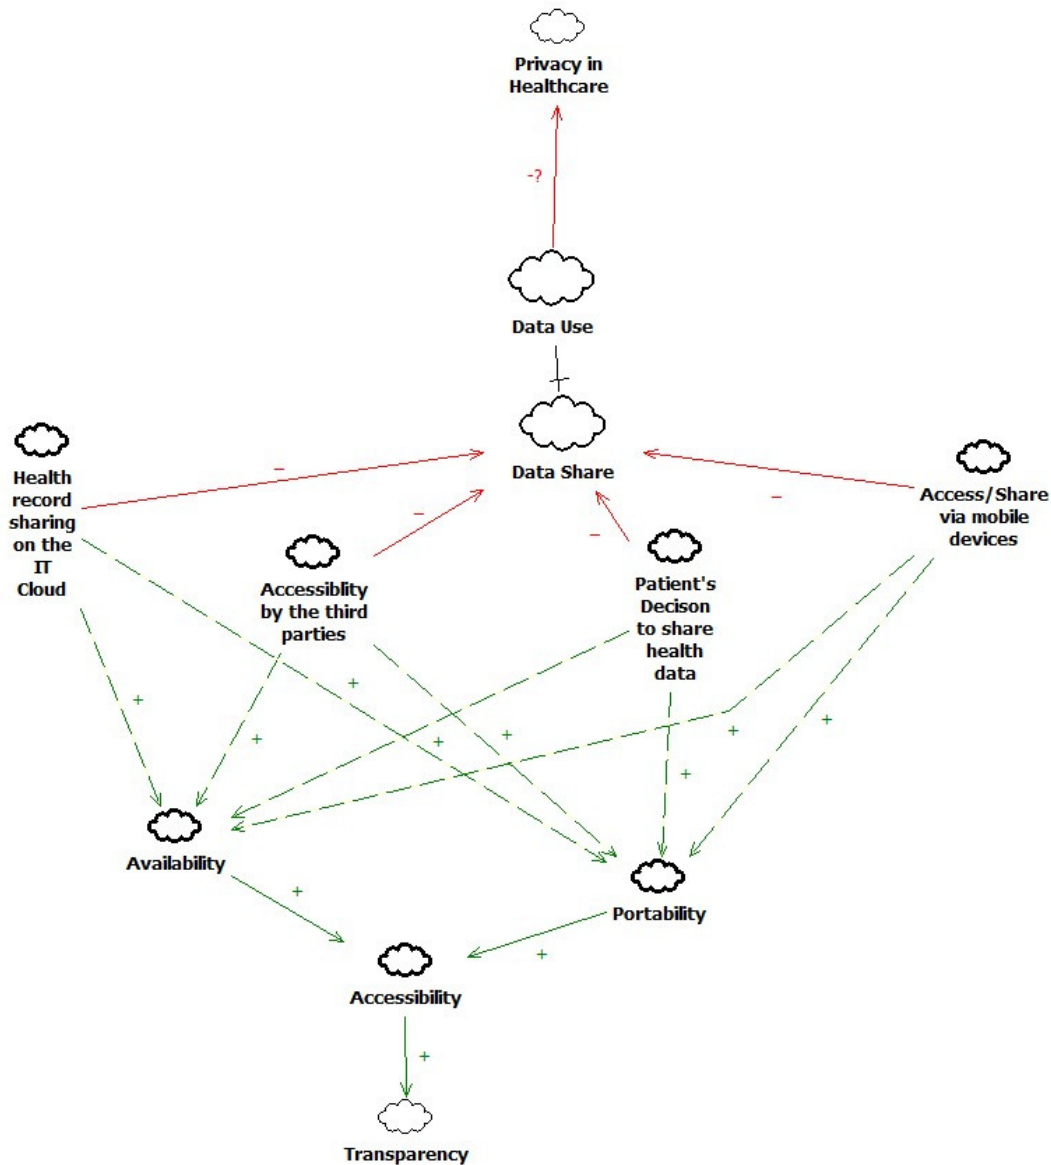 Privacy in
Healthcare
-?
Data Use
Data Share
Health
record
sharing
on the
IT
Cloud
–
Accessiblity
by the third
parties
–
–
Patient's
Decison
to share
health
data
–
Access/Share
via mobile
devices
+
+
+
+
+
+
+
+
Availability
Portability
+
+
Accessibility
+
Transparency